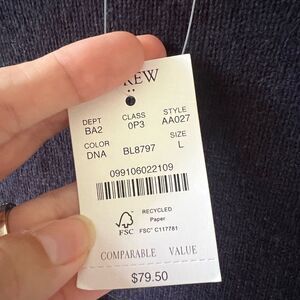 REW
DEPT CLASS STYLE
BA2 0P3 AA027
COLOR SIZE
DNA BL8797 L
099106022109
RECYCLED
Paper
FSC FSC® C117781
COMPARABLE VALUE
$79.50